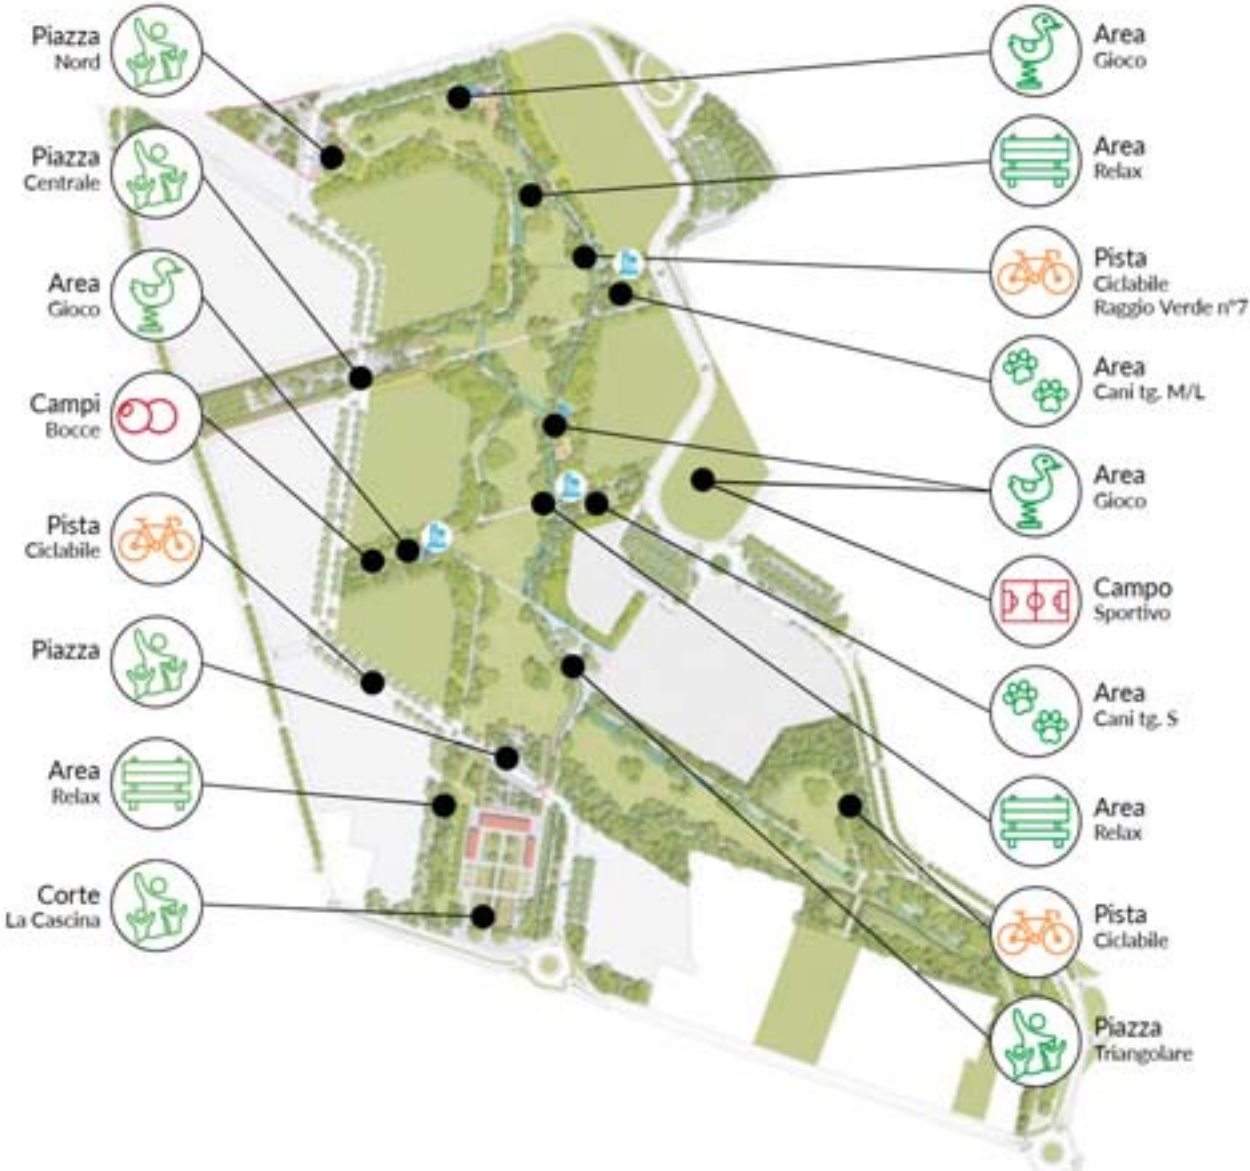 Piazza
Nord
Piazza
Centrale
Area
Gioco
Campi
Bocce
Pista
Ciclabile
Piazza
Area
Relax
Corte
La Cascina
Area
Gioco
Area
Relax
Pista
Ciclabile
Raggio Verde n°7
Area
Cani tg. M/L
Area
Gioco
Campo
Sportivo
Area
Cani tg. S
Area
Relax
Pista
Ciclabile
Piazza
Triangolare